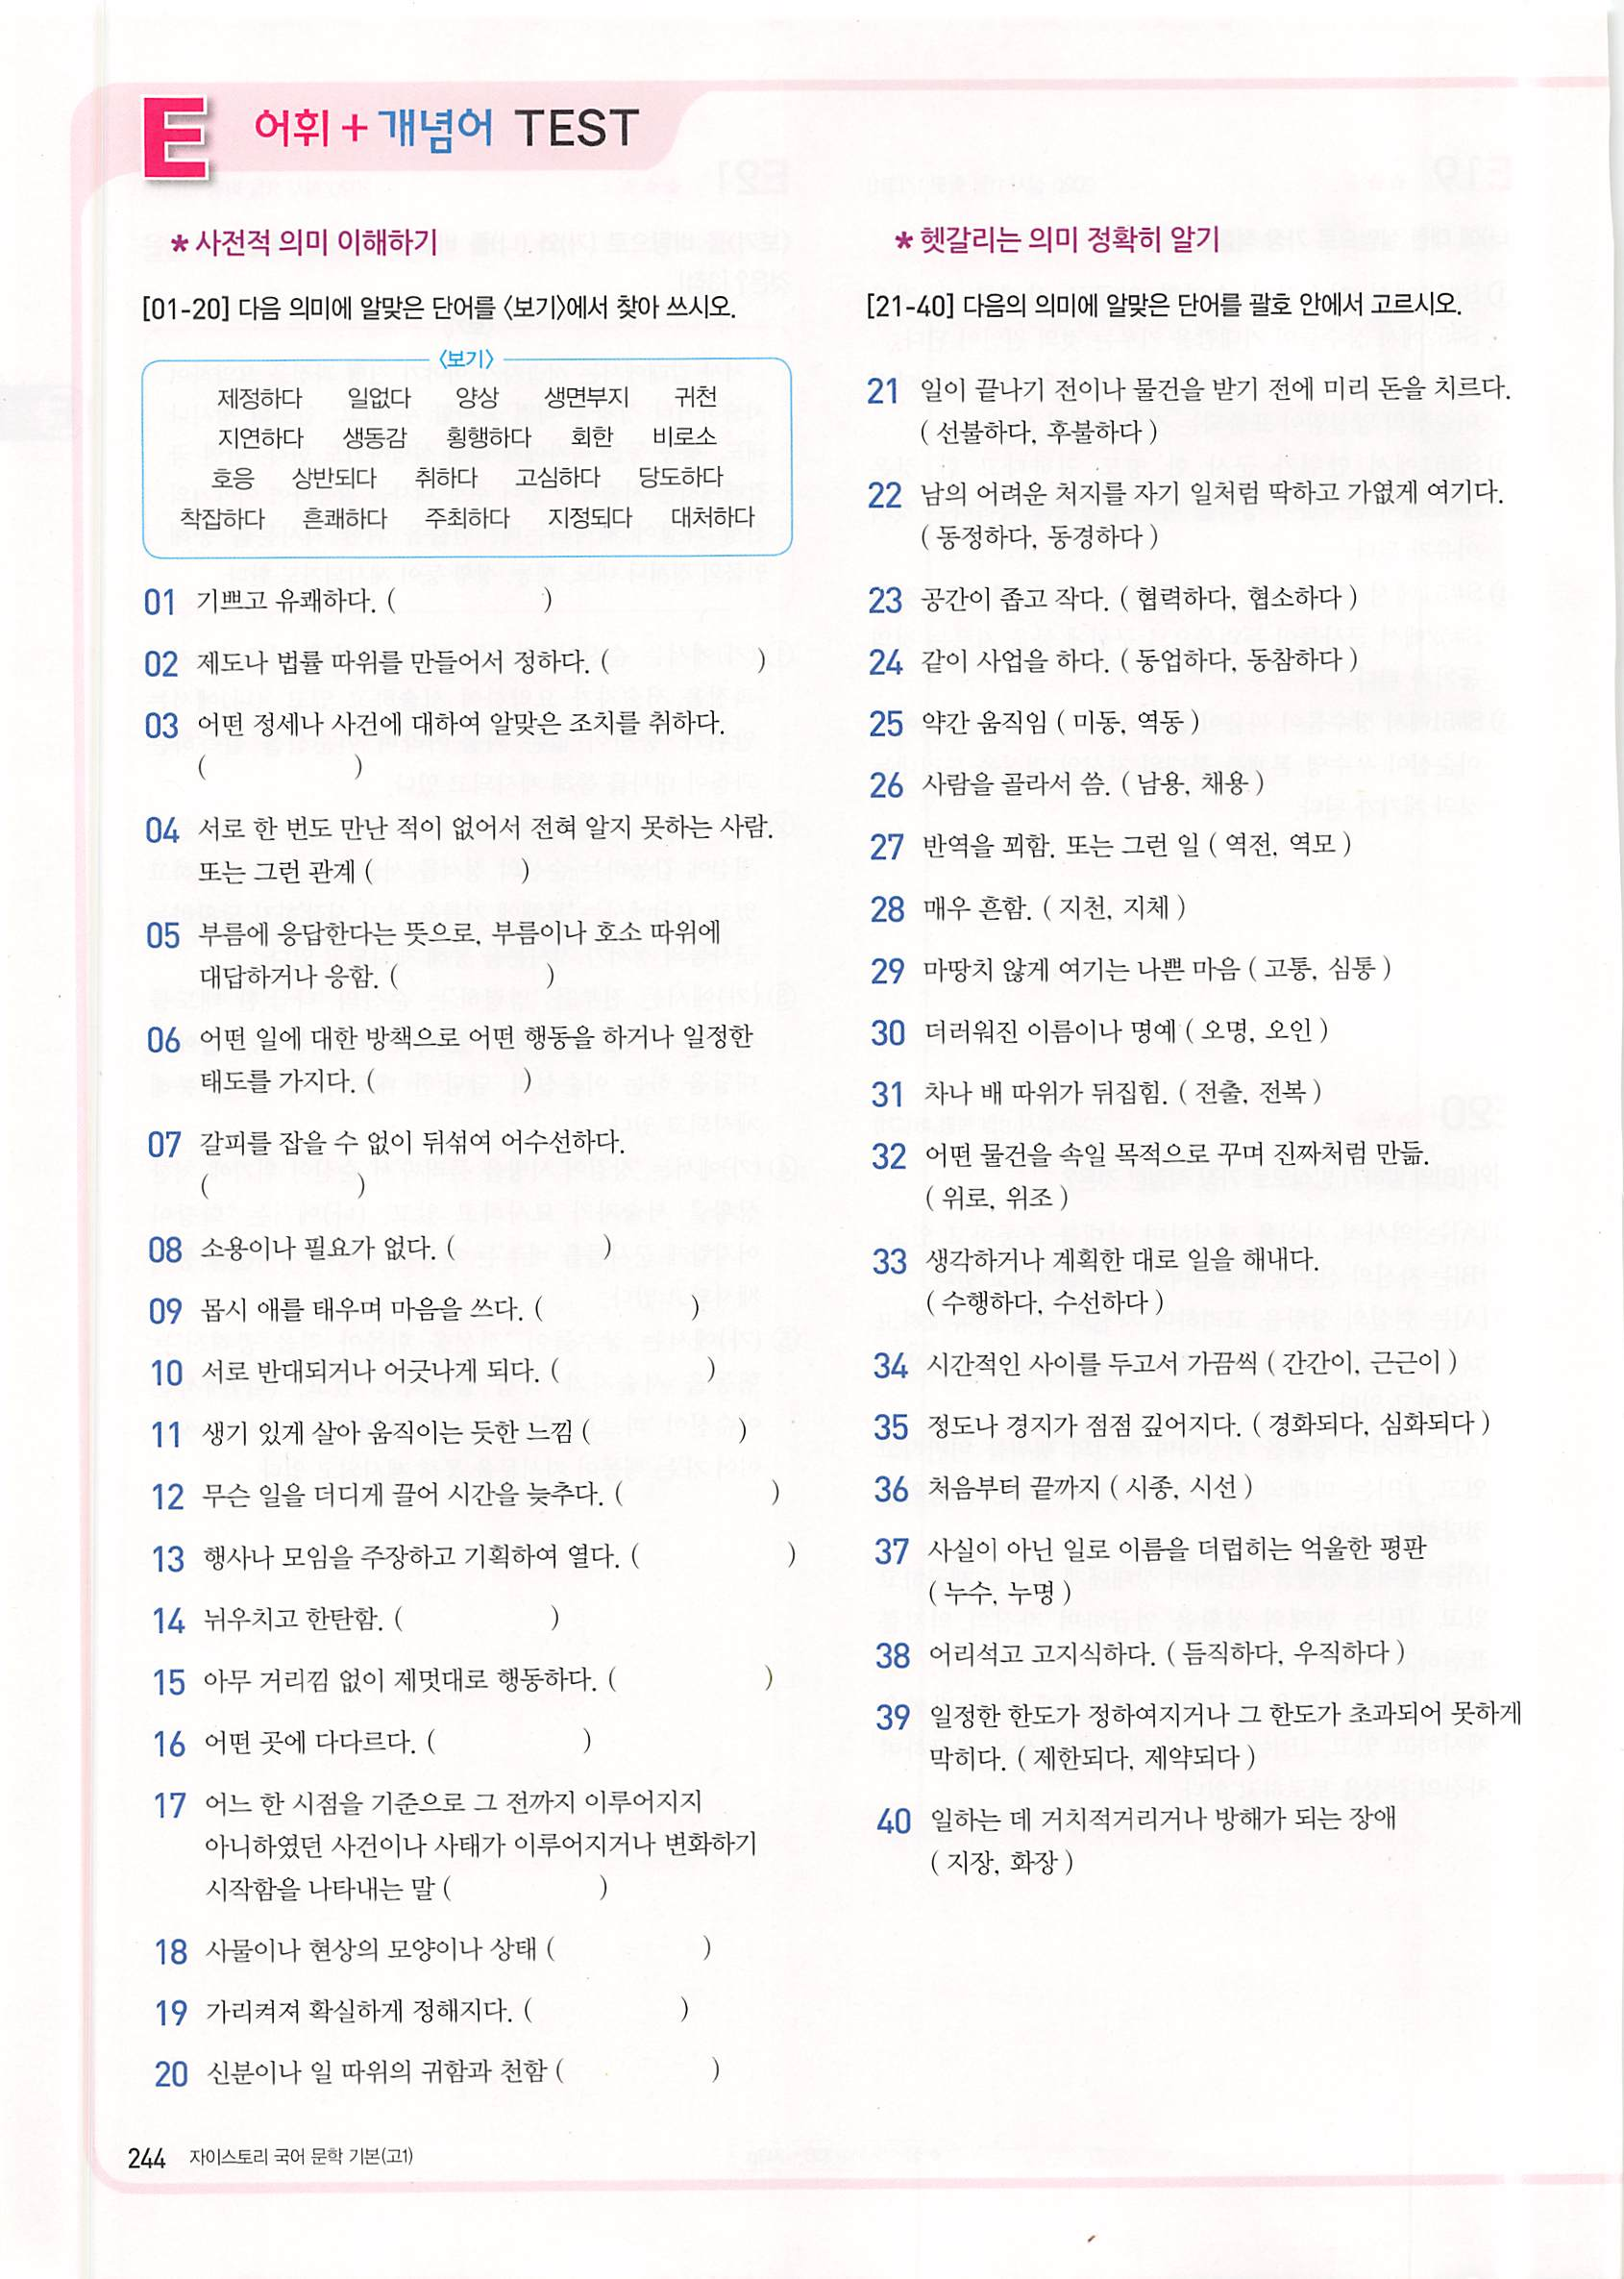 E 어휘 + 개념어 TEST
* 사전적 의미 이해하기
[01-20] 다음 의미에 알맞은 단어를 〈보기〉에서 찾아 쓰시오.
〈보기〉
제정하다 일없다 양상 생면부지 귀천
지연하다 생동감 횡행하다 회한 비로소
호응 상반되다 취하다 고심하다 당도하다
착잡하다 흔쾌하다 주최하다 지정되다 대처하다
01 기쁘고 유쾌하다. ( )
02 제도나 법률 따위를 만들어서 정하다. ( )
03 어떤 정세나 사건에 대하여 알맞은 조치를 취하다.
( )
04 서로 한 번도 만난 적이 없어서 전혀 알지 못하는 사람.
또는 그런 관계 ( )
05 부름에 응답한다는 뜻으로, 부름이나 호소 따위에
대답하거나 응함. ( )
06 어떤 일에 대한 방책으로 어떤 행동을 하거나 일정한
태도를 가지다. ( )
07 갈피를 잡을 수 없이 뒤섞여 어수선하다.
( )
08 소용이나 필요가 없다. ( )
09 몹시 애를 태우며 마음을 쓰다. ( )
10 서로 반대되거나 어긋나게 되다. ( )
11 생기 있게 살아 움직이는 듯한 느낌 ( )
12 무슨 일을 더디게 끌어 시간을 늦추다. ( )
13 행사나 모임을 주장하고 기획하여 열다. ( )
14 뉘우치고 한탄함. ( )
15 아무 거리낌 없이 제멋대로 행동하다. ( )
16 어떤 곳에 다다르다. ( )
17 어느 한 시점을 기준으로 그 전까지 이루어지지
아니하였던 사건이나 사태가 이루어지거나 변화하기
시작함을 나타내는 말 ( )
18 사물이나 현상의 모양이나 상태 ( )
19 가리켜져 확실하게 정해지다. ( )
20 신분이나 일 따위의 귀함과 천함 ( )
* 헷갈리는 의미 정확히 알기
[21-40] 다음의 의미에 알맞은 단어를 괄호 안에서 고르시오.
21 일이 끝나기 전이나 물건을 받기 전에 미리 돈을 치르다.
( 선불하다, 후불하다 )
22 남의 어려운 처지를 자기 일처럼 딱하고 가엾게 여기다.
( 동정하다, 동경하다 )
23 공간이 좁고 작다. ( 협력하다, 협소하다 )
24 같이 사업을 하다. ( 동업하다, 동참하다 )
25 약간 움직임 ( 미동, 역동 )
26 사람을 골라서 씀. ( 남용, 채용 )
27 반역을 꾀함. 또는 그런 일 ( 역전, 역모 )
28 매우 흔함. ( 지천, 지체 )
29 마땅치 않게 여기는 나쁜 마음 ( 고통, 심통 )
30 더러워진 이름이나 명예 ( 오명, 오인 )
31 차나 배 따위가 뒤집힘. ( 전출, 전복 )
32 어떤 물건을 속일 목적으로 꾸며 진짜처럼 만듦.
( 위로, 위조 )
33 생각하거나 계획한 대로 일을 해내다.
( 수행하다, 수선하다 )
34 시간적인 사이를 두고서 가끔씩 ( 간간이, 근근이 )
35 정도나 경지가 점점 깊어지다. ( 경화되다, 심화되다 )
36 처음부터 끝까지 ( 시종, 시선 )
37 사실이 아닌 일로 이름을 더럽히는 억울한 평판
( 누수, 누명 )
38 어리석고 고지식하다. ( 듬직하다, 우직하다 )
39 일정한 한도가 정하여지거나 그 한도가 초과되어 못하게
막히다. ( 제한되다, 제약되다 )
40 일하는 데 거치적거리거나 방해가 되는 장애
( 지장, 화장 )
244 자이스토리 국어 문학 기본(고1)